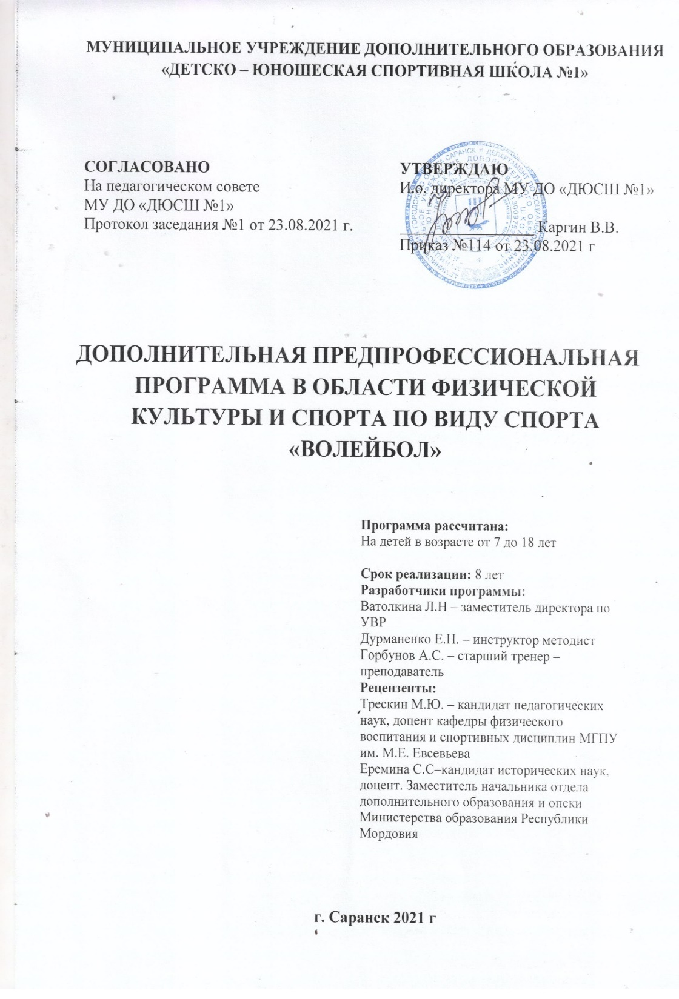 МУНИЦИПАЛЬНОЕ УЧРЕЖДЕНИЕ ДОПОЛНИТЕЛЬНОГО ОБРАЗОВАНИЯ
«ДЕТСКО – ЮНОШЕСКАЯ СПОРТИВНАЯ ШКОЛА №1»
СОГЛАСОВАНО
На педагогическом совете
МУ ДО «ДЮСШ №1»
Протокол заседания №1 от 23.08.2021 г.
УТВЕРЖДАЮ
И.о. директора МУ ДО «ДЮСШ №1»
Каргин В.В.
Приказ №114 от 23.08.2021 г
ДОПОЛНИТЕЛЬНАЯ ПРЕДПРОФЕССИОНАЛЬНАЯ
ПРОГРАММА В ОБЛАСТИ ФИЗИЧЕСКОЙ
КУЛЬТУРЫ И СПОРТА ПО ВИДУ СПОРТА
«ВОЛЕЙБОЛ»
Программа рассчитана:
На детей в возрасте от 7 до 18 лет
Срок реализации: 8 лет
Разработчики программы:
Ватолкина Л.Н – заместитель директора по
УВР
Дурманенко Е.Н. – инструктор методист
Горбунов А.С. – старший тренер –
преподаватель
Рецензенты:
Трескин М.Ю. – кандидат педагогических
наук, доцент кафедры физического
воспитания и спортивных дисциплин МГПУ
им. М.Е. Евсевьева
Еремина С.С–кандидат исторических наук.
доцент. Заместитель начальника отдела
дополнительного образования и опеки
Министерства образования Республики
Мордовия
г. Саранск 2021 г